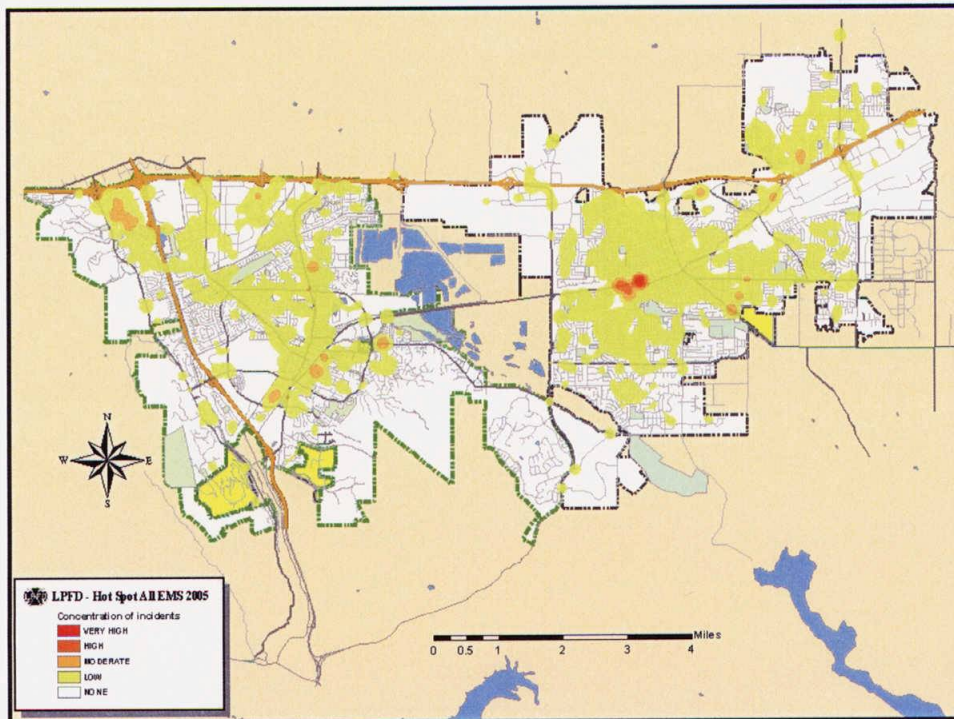 N
W E
S
LPFD - Hot Spot All EMS 2005
Concentration of incidents
VERY HIGH
HIGH
MODERATE
LOW
NONE
Miles
0 0.5 1 2 3 4